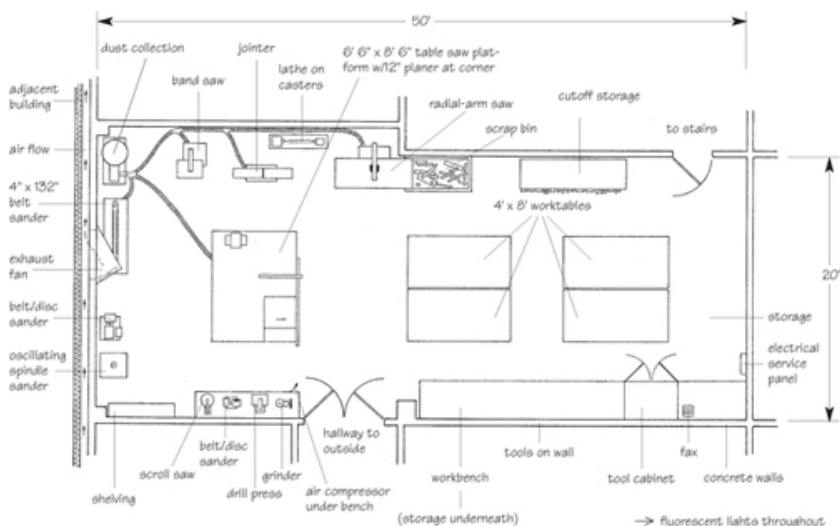 50'
dust collection
jointer
6' 6" x 8' 6" table saw plat-
form w/12" planer at corner
band saw
lathe on
casters
radial-arm saw
cutoff storage
adjacent
building
scrap bin
to stairs
air flow
4" x 132"
belt
sander
4' x 8' worktables
exhaust
fan
20'
belt/disc
sander
storage
oscillating
spindle
sander
electrical
service
panel
hallway to
outside
belt/disc
sander
tools on wall
fax
scroll saw
grinder
workbench
tool cabinet
concrete walls
shelving
drill press
air compressor
under bench
(storage underneath)
fluorescent lights throughout